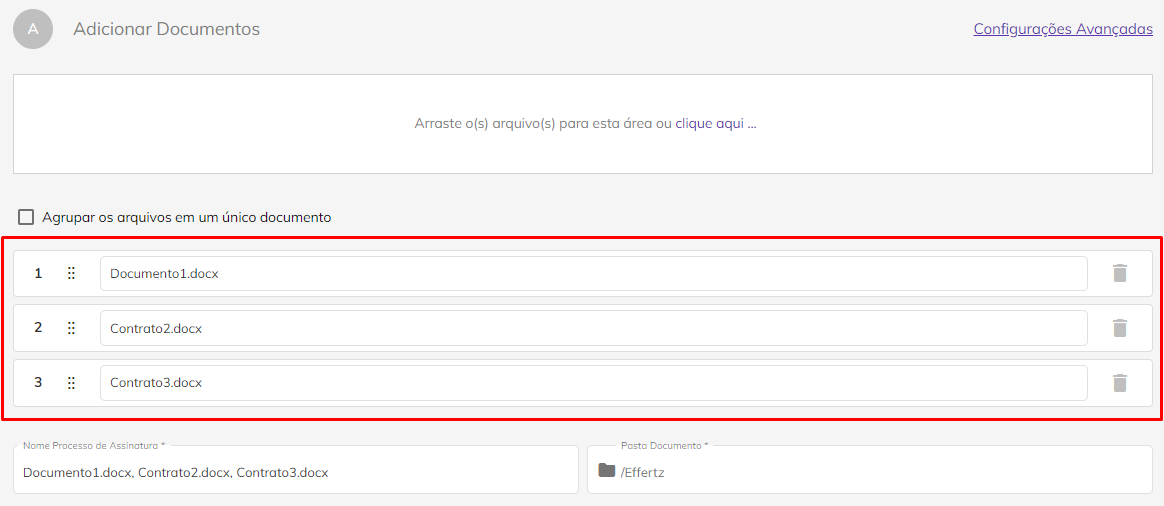 A Adicionar Documentos Configurações Avançadas
Arraste o(s) arquivo(s) para esta área ou clique aqui ...
Agrupar os arquivos em um único documento
1 Documento1.docx
2 Contrato2.docx
3 Contrato3.docx
Nome Processo de Assinatura * Pasta Documento *
Documento1.docx, Contrato2.docx, Contrato3.docx /Effertz